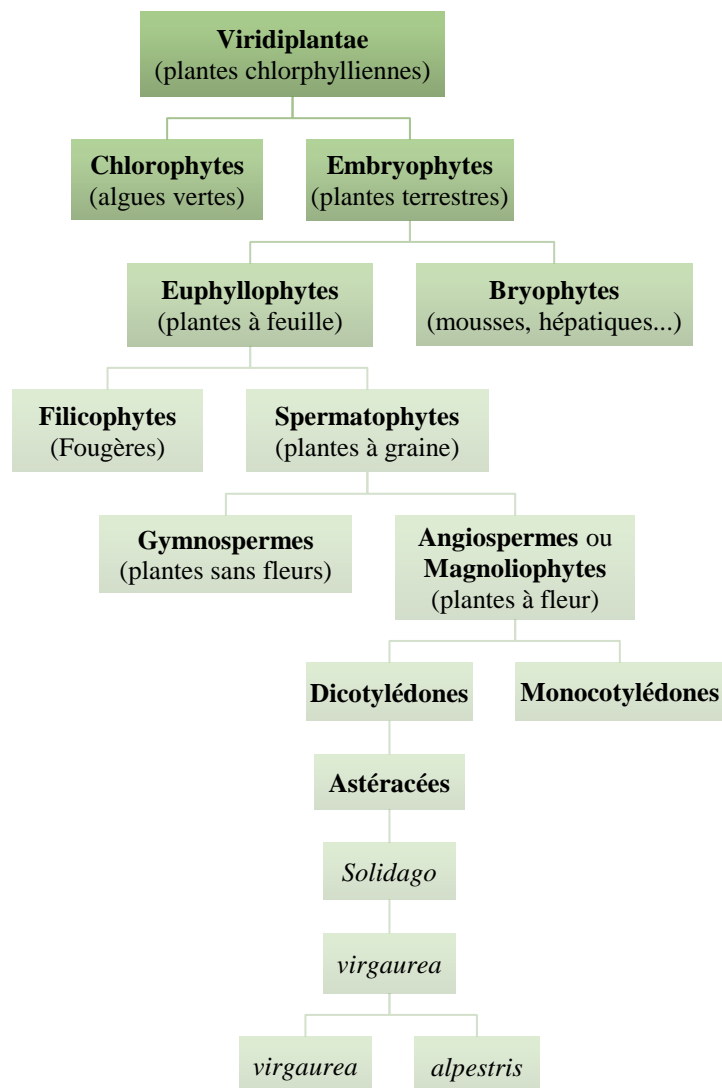 Viridiplantae
(plantes chlorphylliennes)
Chlorophytes
(algues vertes)
Embryophytes
(plantes terrestres)
Euphyllophytes
(plantes à feuille)
Bryophytes
(mousses, hépatiques...)
Filicophytes
(Fougères)
Spermatophytes
(plantes à graine)
Gymnospermes
(plantes sans fleurs)
Angiospermes ou
Magnoliophytes
(plantes à fleur)
Dicotylédones
Monocotylédones
Astéracées
Solidago
virgaurea
virgaurea
alpestris